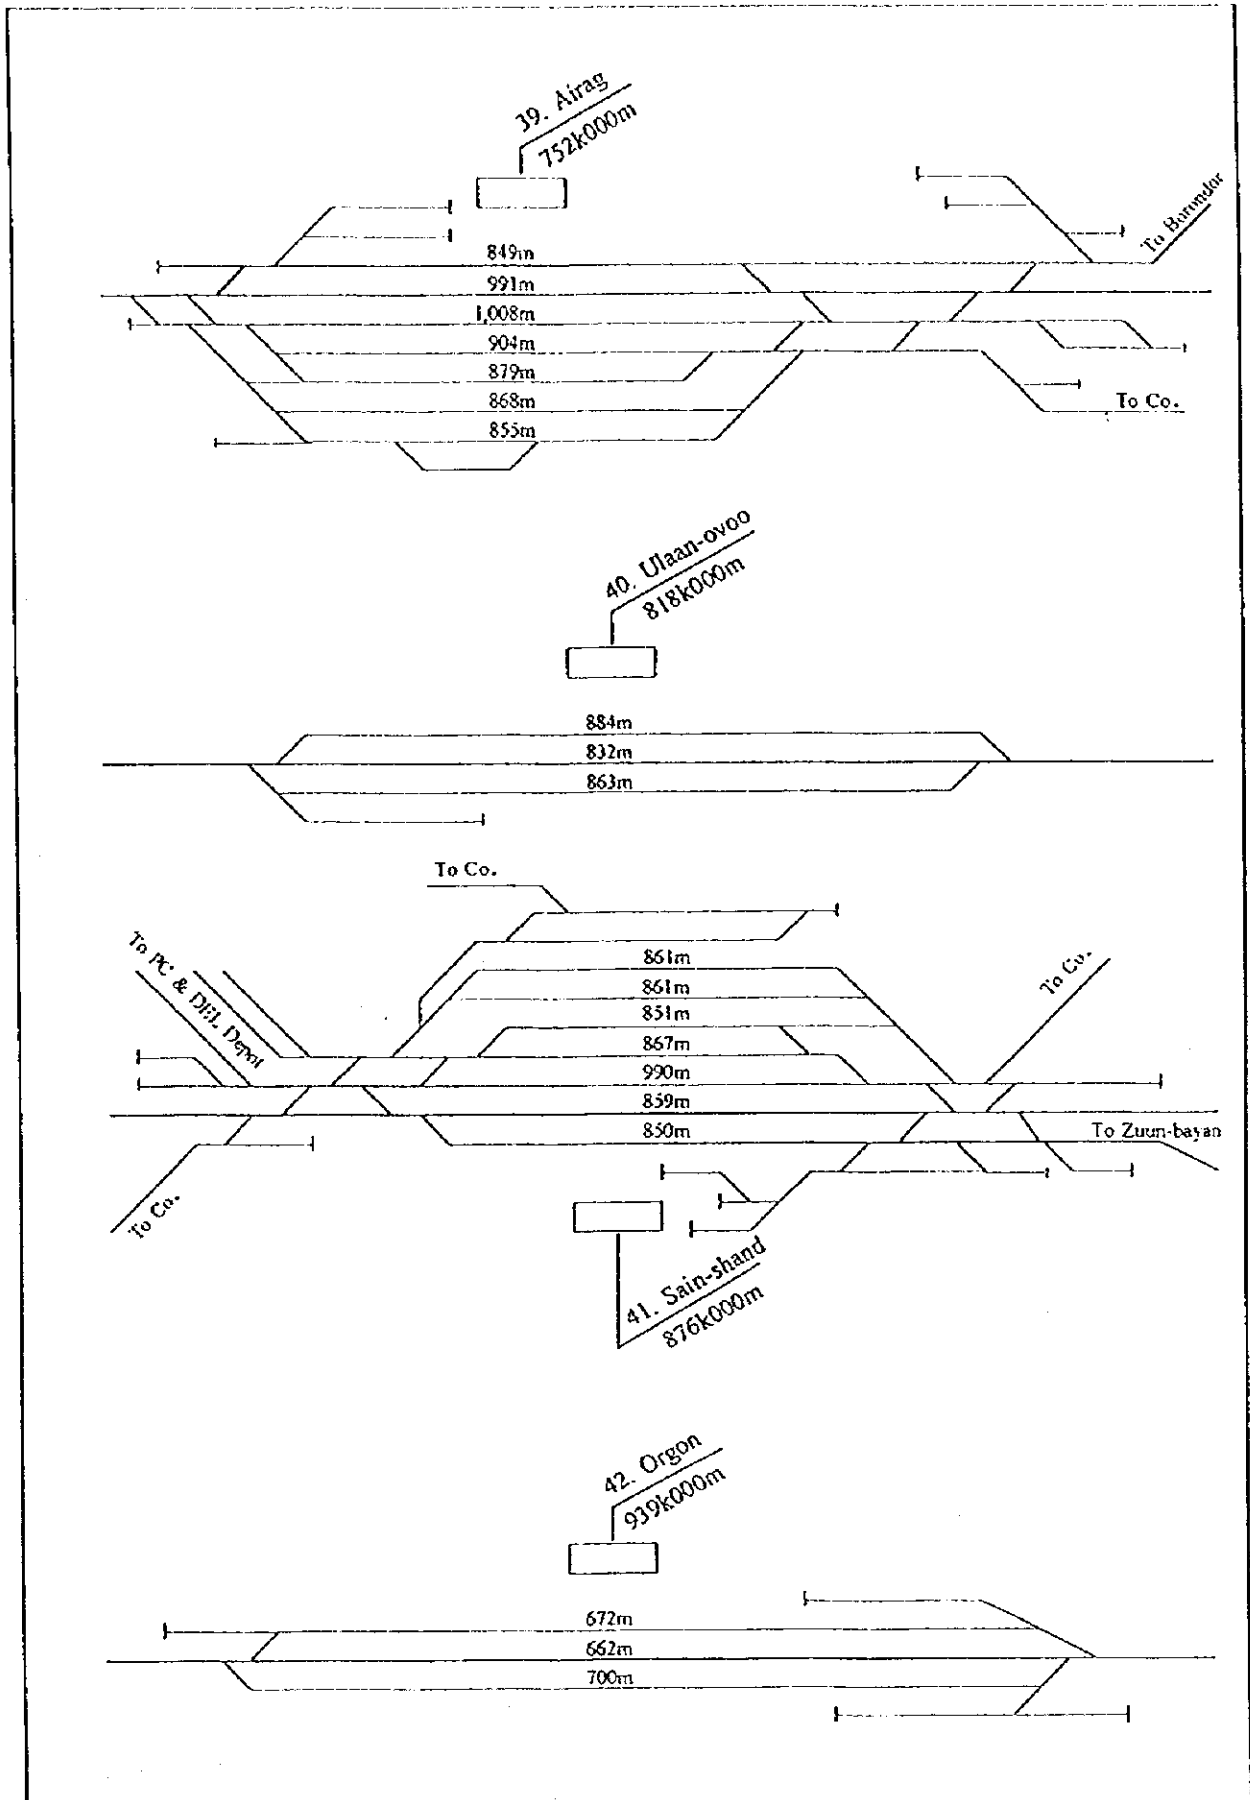 39. Airag
752k000m
To Borondor
849m
991m
1,008m
904m
879m
868m
855m
To Co.
40. Ulaan-ovoo
818k000m
884m
832m
863m
To Co.
To PC & DEL Depot
To Co.
861m
861m
851m
867m
990m
859m
850m
To Zuun-bayan
To Co.
41. Sain-shand
876k000m
42. Orgon
939k000m
672m
662m
700m